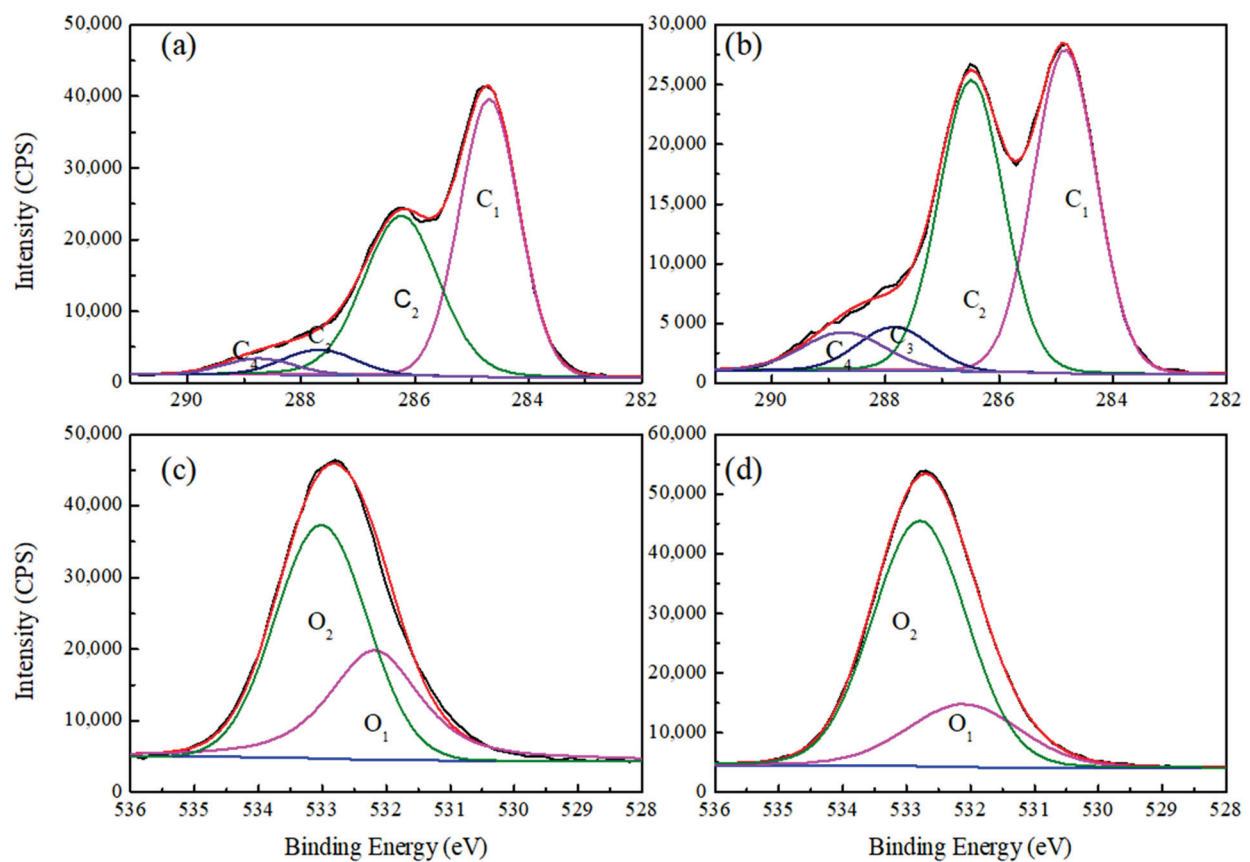 (a)
50,000
40,000
30,000
20,000
10,000
0
Intensity (CPS)
C1
C2
C3
C4
290 288 286 284 282
(b)
30,000
25,000
20,000
15,000
10,000
5 000
0
C1
C2
C3
C4
290 288 286 284 282
(c)
50,000
40,000
30,000
20,000
10,000
0
Intensity (CPS)
O2
O1
536 535 534 533 532 531 530 529 528
Binding Energy (eV)
(d)
60,000
50,000
40,000
30,000
20,000
10,000
0
O2
O1
536 535 534 533 532 531 530 529 528
Binding Energy (eV)